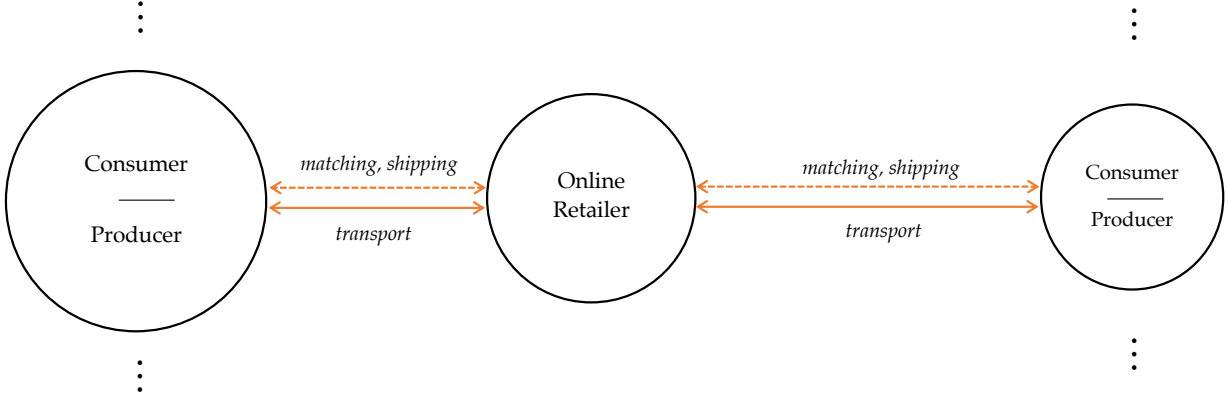 Consumer
Producer
matching, shipping
transport
Online
Retailer
matching, shipping
transport
Consumer
Producer